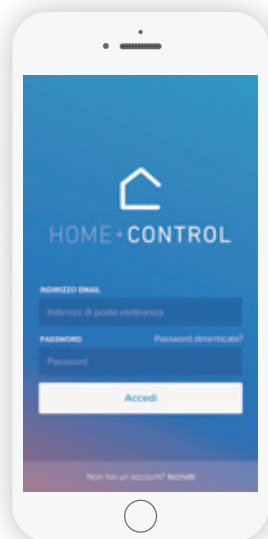 HOME + CONTROL
INDIRIZZO EMAIL
Indirizzo di posta elettronica
PASSWORD Password dimenticata?
Password
Accedi
Non hai un account? Iscriviti